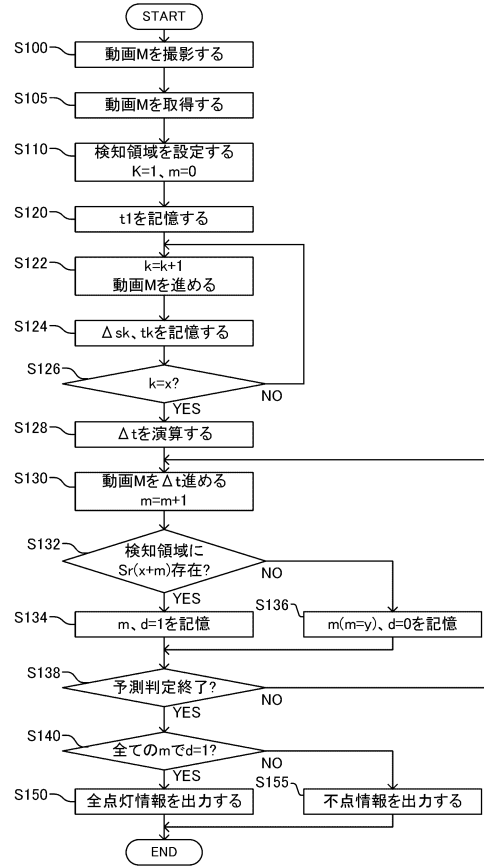 START
S100
動画Mを撮影する
S105
動画Mを取得する
S110
検知領域を設定する
K=1、m=0
S120
t1を記憶する
S122
k=k+1
動画Mを進める
S124
Δsk、tkを記憶する
S126
k=x?
NO
YES
S128
Δtを演算する
S130
動画MをΔt進める
m=m+1
S132
検知領域に
Sr(x+m)存在?
NO
YES
S134
m、d=1を記憶
S136
m(m=y)、d=0を記憶
S138
予測判定終了?
NO
YES
S140
全てのmでd=1?
NO
YES
S150
全点灯情報を出力する
S155
不点情報を出力する
END